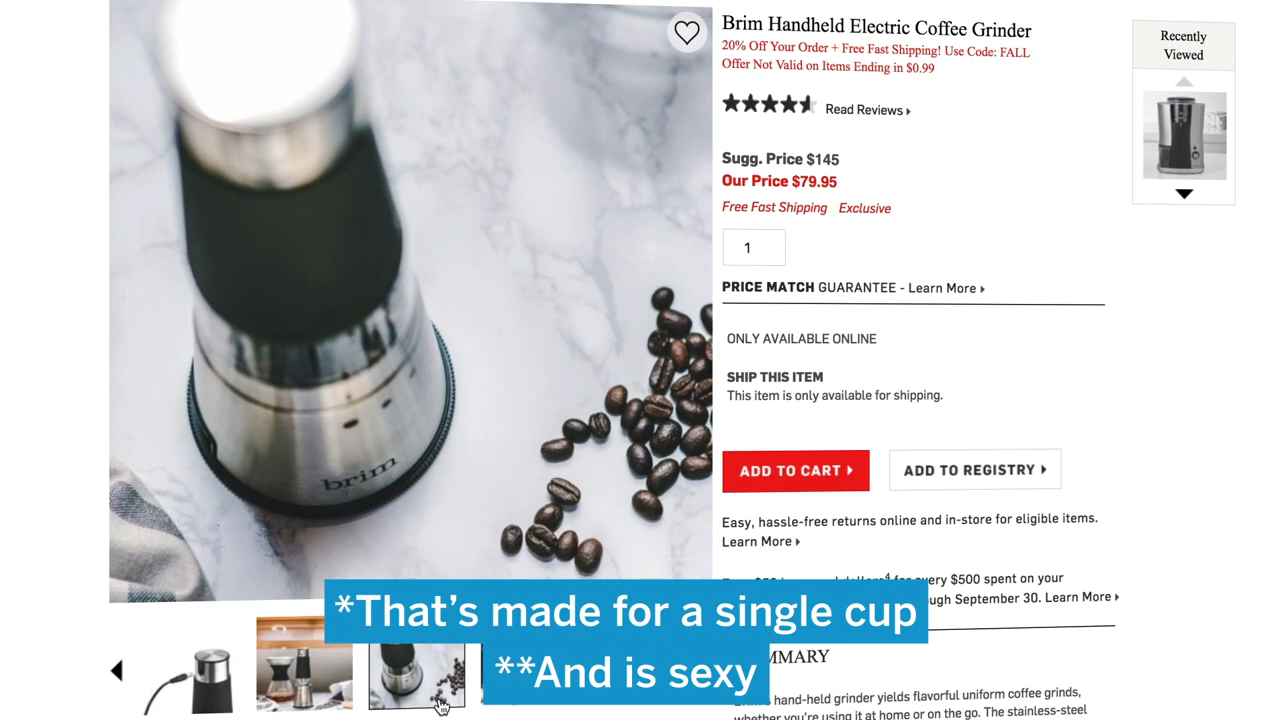 Brim Handheld Electric Coffee Grinder
20% Off Your Order + Free Fast Shipping! Use Code: FALL
Offer Not Valid on Items Ending in $0.99
Read Reviews
Sugg. Price $145
Our Price $79.95
Free Fast Shipping Exclusive
1
PRICE MATCH GUARANTEE - Learn More
ONLY AVAILABLE ONLINE
SHIP THIS ITEM
This item is only available for shipping.
ADD TO CART
ADD TO REGISTRY
Easy, hassle-free returns online and in-store for eligible items.
Learn More
every $500 spent on your
September 30. Learn More
hand-held grinder yields flavorful uniform coffee grinds,
whether you're using it at home or on the go. The stainless-steel
Recently
Viewed
brim
*That's made for a single cup
**And is sexy